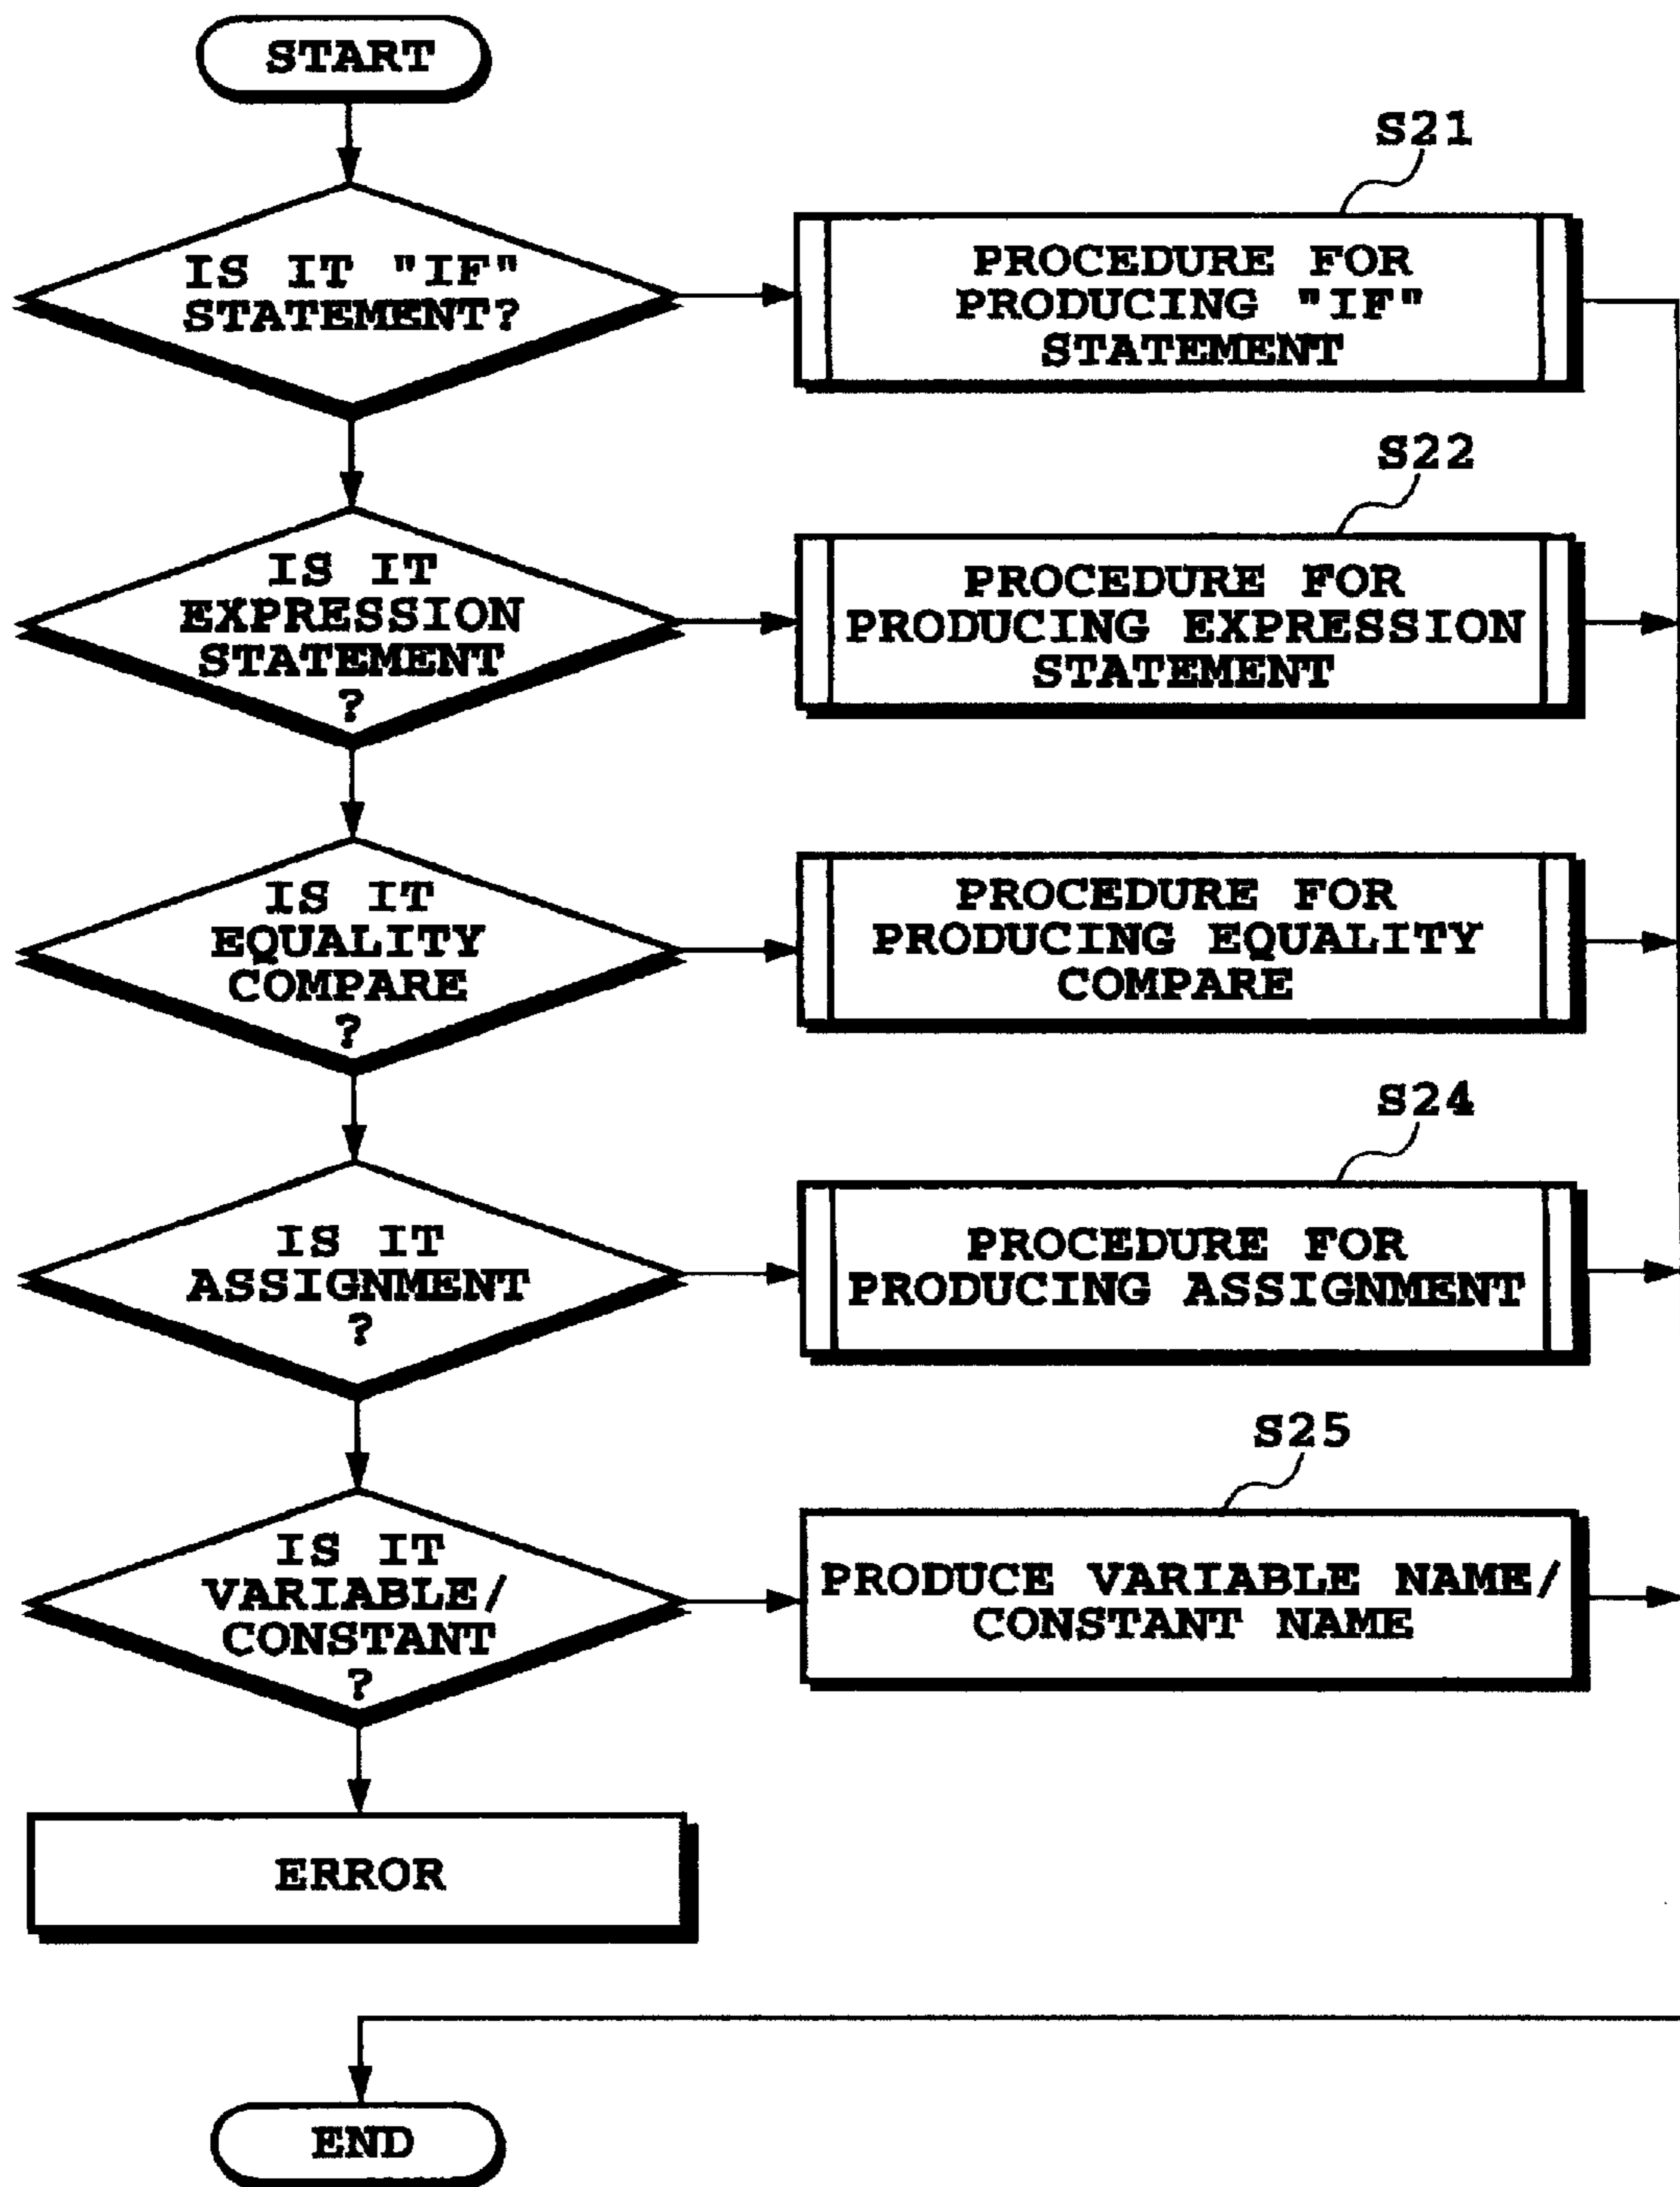 START
S21
IS IT "IF"
STATEMENT?
PROCEDURE FOR
PRODUCING "IF"
STATEMENT
S22
IS IT
EXPRESSION
STATEMENT
?
PROCEDURE FOR
PRODUCING EXPRESSION
STATEMENT
IS IT
EQUALITY
COMPARE
?
PROCEDURE FOR
PRODUCING EQUALITY
COMPARE
S24
IS IT
ASSIGNMENT
?
PROCEDURE FOR
PRODUCING ASSIGNMENT
S25
IS IT
VARIABLE/
CONSTANT
?
PRODUCE VARIABLE NAME/
CONSTANT NAME
ERROR
END